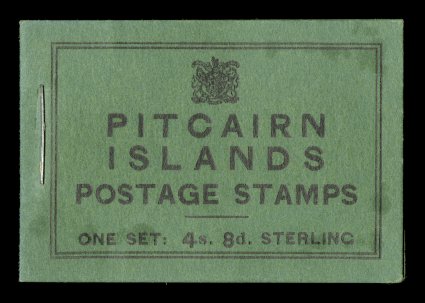 PITCAIRN
ISLANDS
POSTAGE STAMPS
ONE SET: 4s. 8d. STERLING